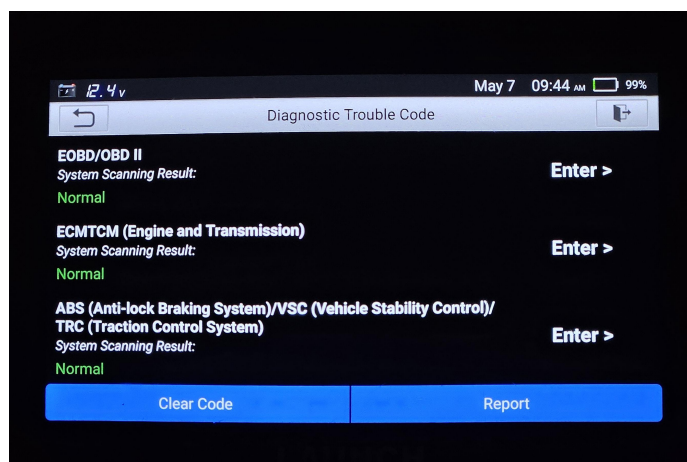 12.4v
May 7 09:44 AM 99%
Diagnostic Trouble Code
EOBD/OBD II
System Scanning Result:
Enter >
Normal
ECMTCM (Engine and Transmission)
System Scanning Result:
Enter >
Normal
ABS (Anti-lock Braking System)/VSC (Vehicle Stability Control)/
TRC (Traction Control System)
System Scanning Result:
Enter >
Normal
Clear Code
Report